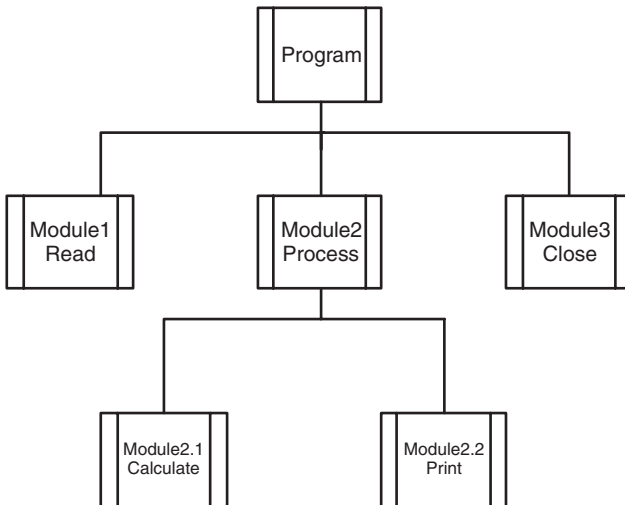 Program
Module1
Read
Module2
Process
Module3
Close
Module2.1
Calculate
Module2.2
Print